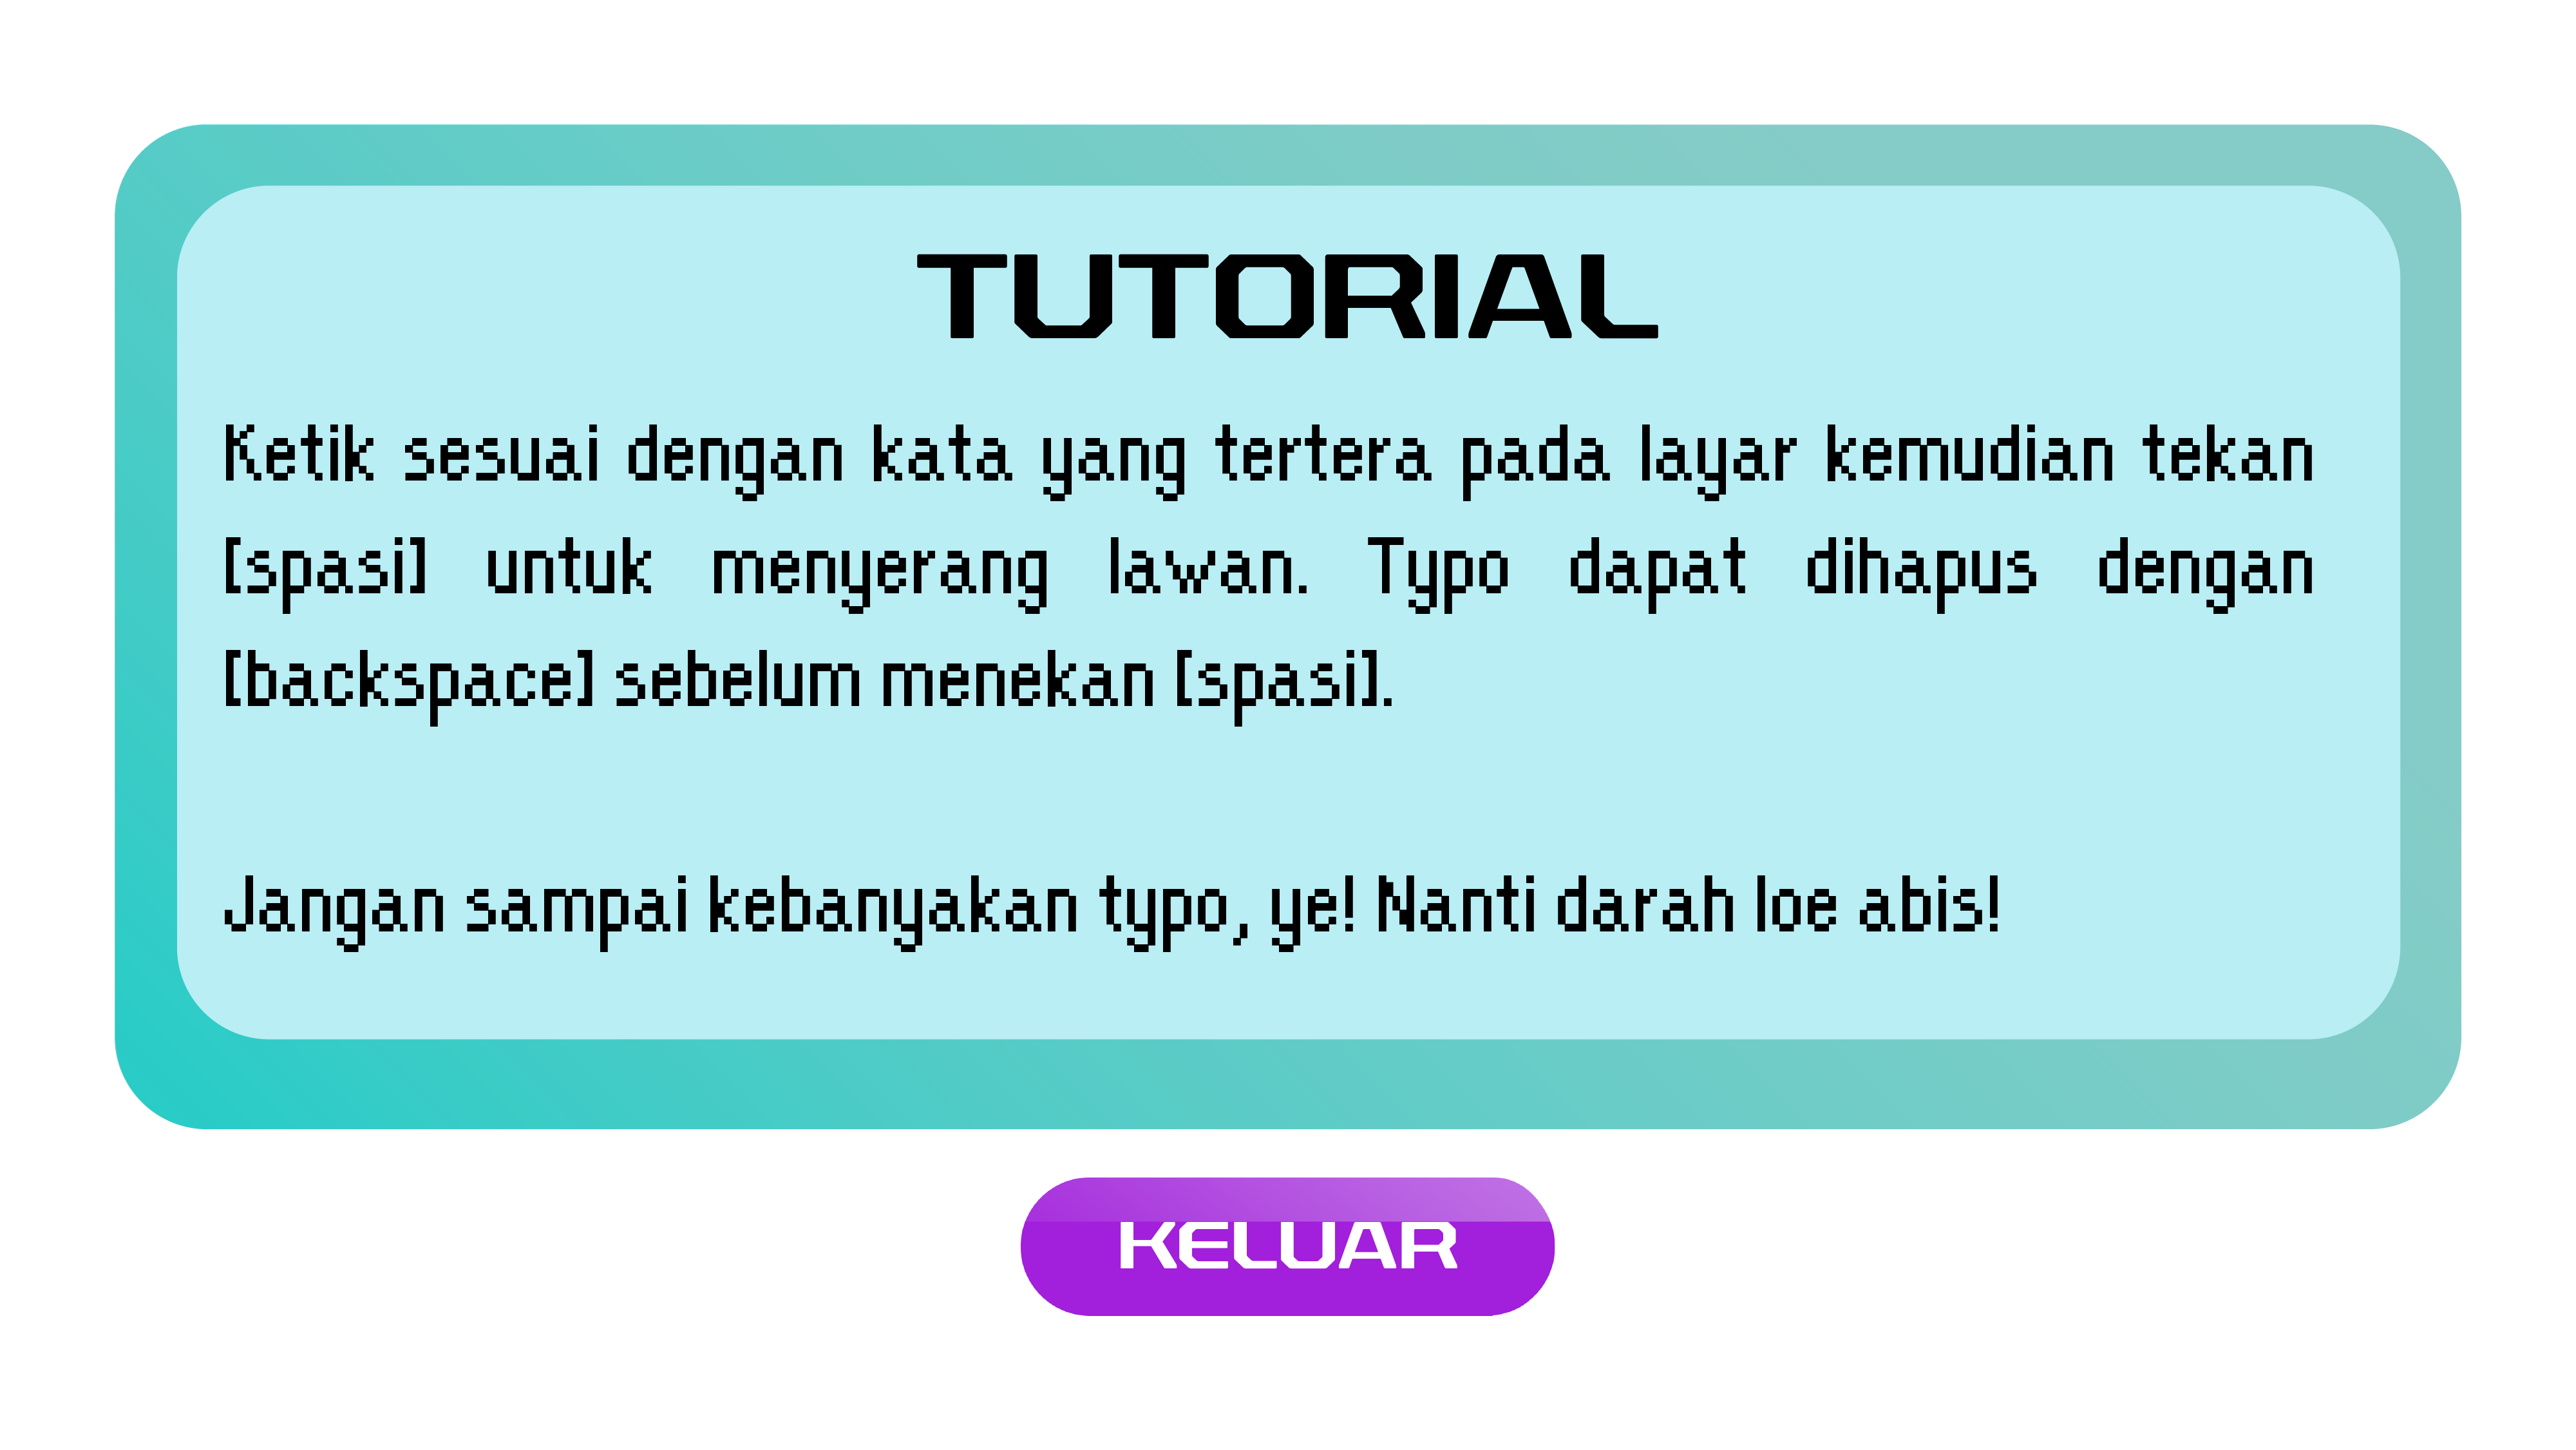 TUTORIAL
Ketik sesuai dengan kata yang tertera pada layar kemudian tekan
[spasi] untuk menyerang lawan. Typo dapat dihapus dengan
[backspace] sebelum menekan [spasi].
Jangan sampai kebanyakan typo, ye! Nanti darah loe abis!
KELUAR